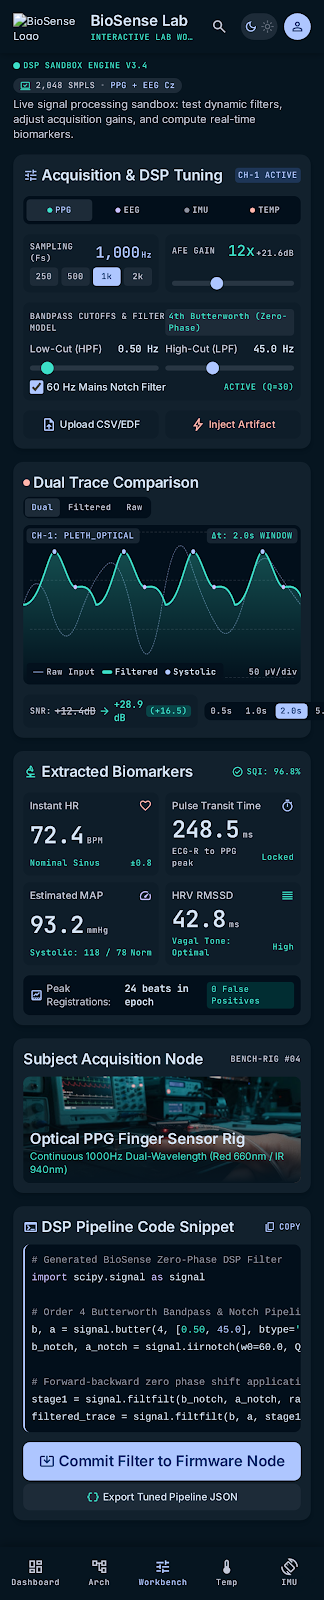 BioSense Logo
BioSense Lab
INTERACTIVE LAB WO…
DSP SANDBOX ENGINE V3.4
2,048 SMPLS · PPG + EEG Cz
Live signal processing sandbox: test dynamic filters,
adjust acquisition gains, and compute real-time
biomarkers.
Acquisition & DSP Tuning
CH-1 ACTIVE
PPG
EEG
IMU
TEMP
SAMPLING (Fs)
1,000 Hz
250
500
1k
2k
AFE GAIN
12x +21.6dB
BANDPASS CUTOFFS & FILTER MODEL
4th Butterworth (Zero-Phase)
Low-Cut (HPF)
0.50 Hz
High-Cut (LPF)
45.0 Hz
60 Hz Mains Notch Filter
ACTIVE (Q=30)
Upload CSV/EDF
Inject Artifact
Dual Trace Comparison
Dual
Filtered
Raw
CH-1: PLETH_OPTICAL
Δt: 2.0s WINDOW
Raw Input
Filtered
Systolic
50 µV/div
SNR: +12.4dB → +28.9 dB (+16.5)
0.5s
1.0s
2.0s
5.
Extracted Biomarkers
SQI: 96.8%
Instant HR
72.4 BPM
Nominal Sinus
±0.8
Pulse Transit Time
248.5 ms
ECG-R to PPG peak
Locked
Estimated MAP
93.2 mmHg
Systolic: 118 / 78
Norm
HRV RMSSD
42.8 ms
Vagal Tone: Optimal
High
Peak Registrations:
24 beats in epoch
0 False Positives
Subject Acquisition Node
BENCH-RIG #04
Optical PPG Finger Sensor Rig
Continuous 1000Hz Dual-Wavelength (Red 660nm / IR
940nm)
DSP Pipeline Code Snippet
COPY
# Generated BioSense Zero-Phase DSP Filter
import scipy.signal as signal
# Order 4 Butterworth Bandpass & Notch Pipeli
b, a = signal.butter(4, [0.50, 45.0], btype='
b_notch, a_notch = signal.iirnotch(w0=60.0, Q
# Forward-backward zero phase shift applicati
stage1 = signal.filtfilt(b_notch, a_notch, ra
filtered_trace = signal.filtfilt(b, a, stage1
Commit Filter to Firmware Node
Export Tuned Pipeline JSON
Dashboard
Arch
Workbench
Temp
IMU